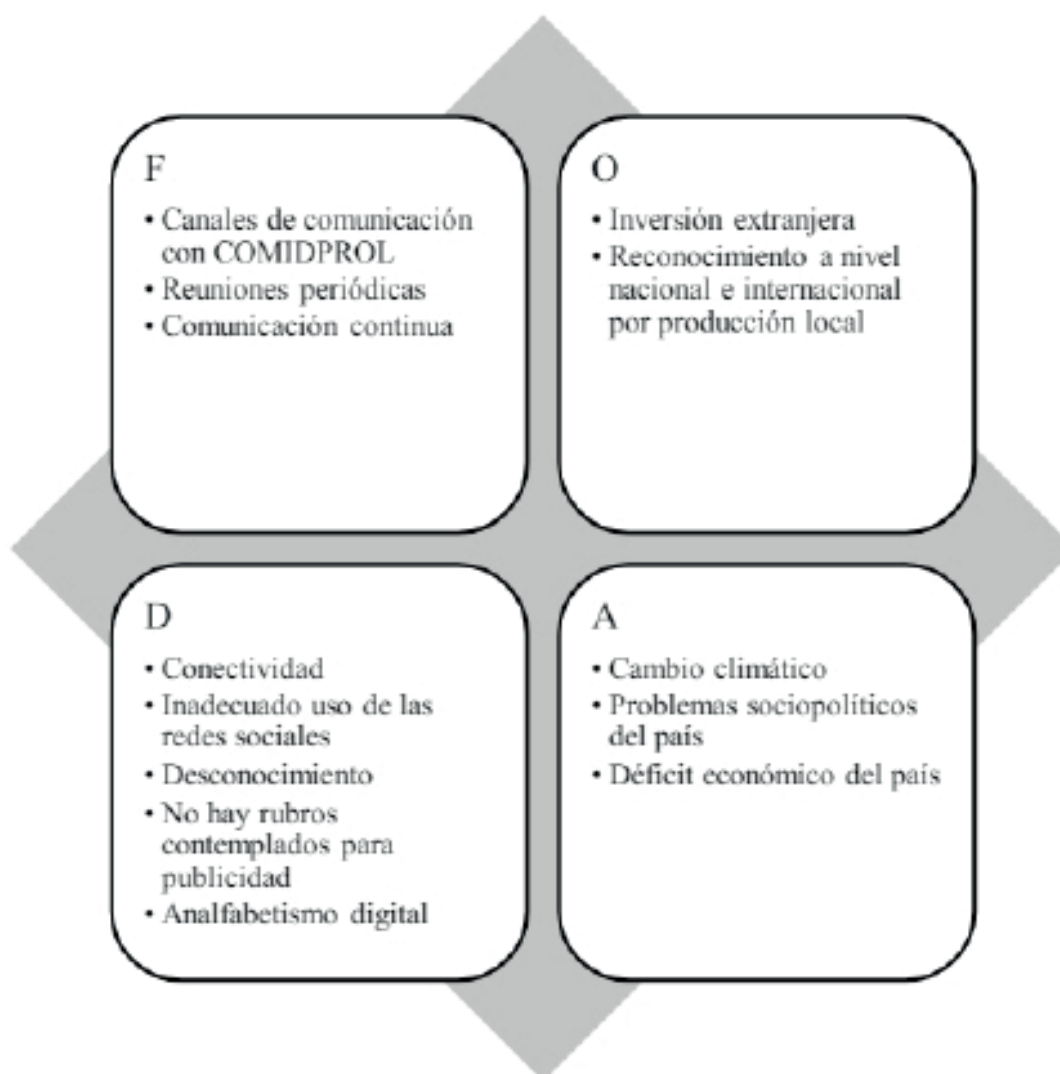 F
• Canales de comunicación
con COMIDPROL
• Reuniones periódicas
• Comunicación continua
O
• Inversión extranjera
• Reconocimiento a nivel
nacional e internacional
por producción local
D
• Conectividad
• Inadecuado uso de las
redes sociales
• Desconocimiento
• No hay rubros
contemplados para
publicidad
• Analfabetismo digital
A
• Cambio climático
• Problemas sociopolíticos
del país
• Déficit económico del país